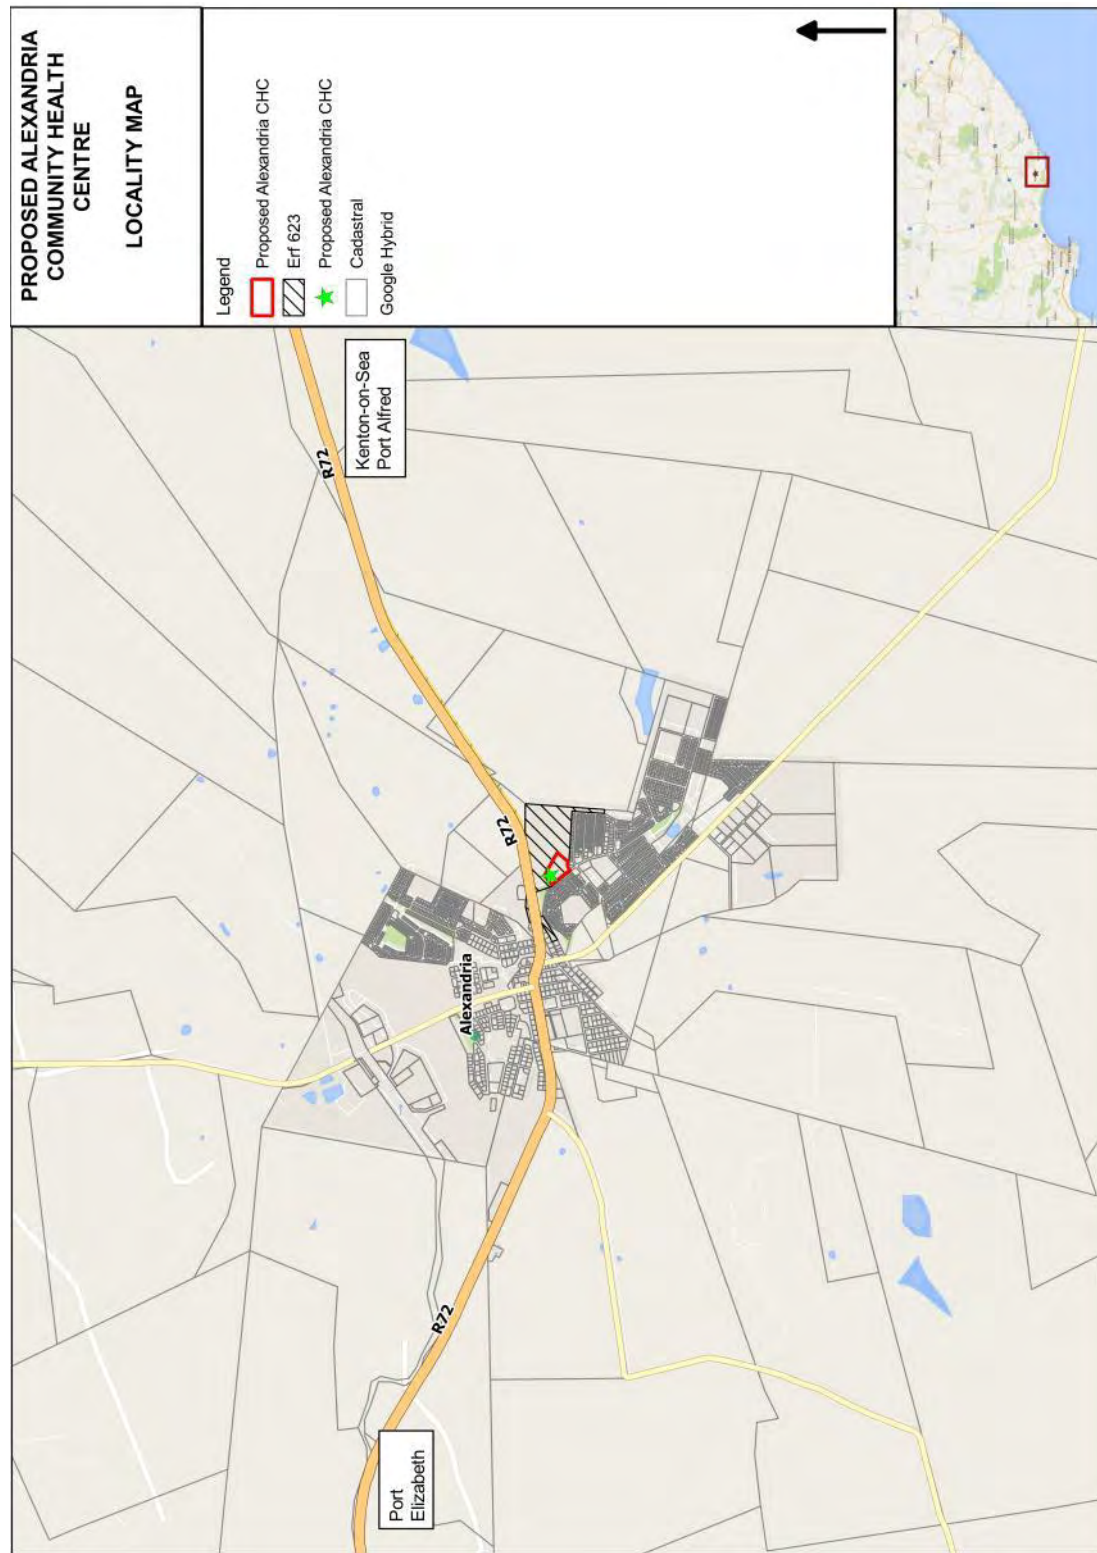 PROPOSED ALEXANDRIA
COMMUNITY HEALTH
CENTRE
LOCALITY MAP
Legend
Proposed Alexandria CHC
Erf 623
Proposed Alexandria CHC
Cadastral
Google Hybrid
R72
Kenton-on-Sea
Port Alfred
R72
Alexandria
R72
Port
Elizabeth